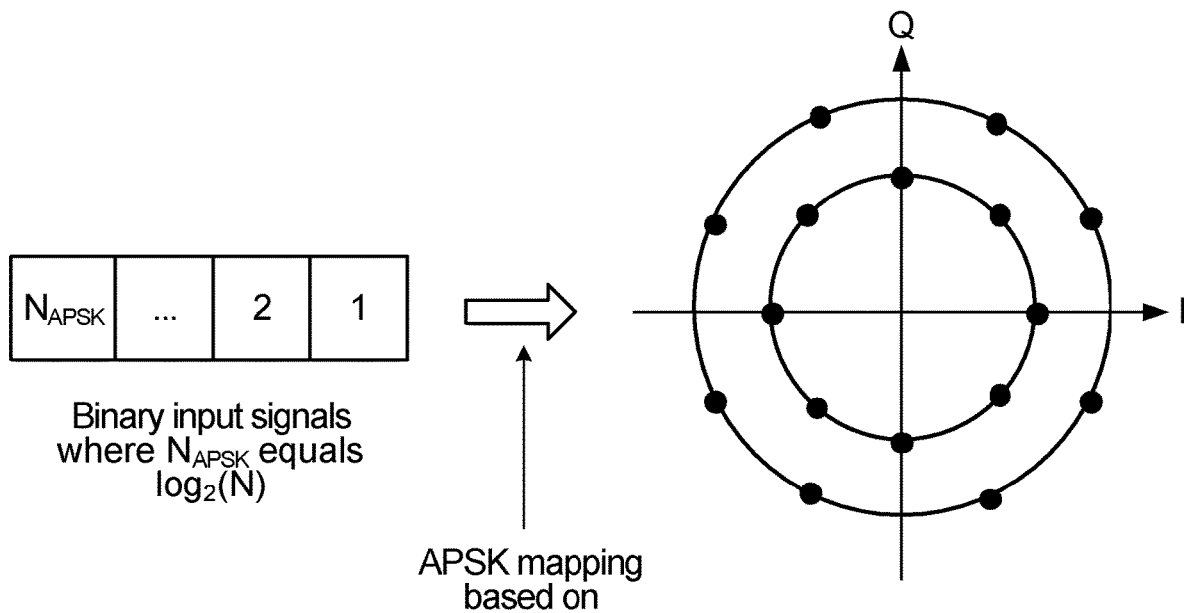 Q
N_APSK ... 2 1
I
Binary input signals
where N_APSK equals
log₂(N)
APSK mapping
based on